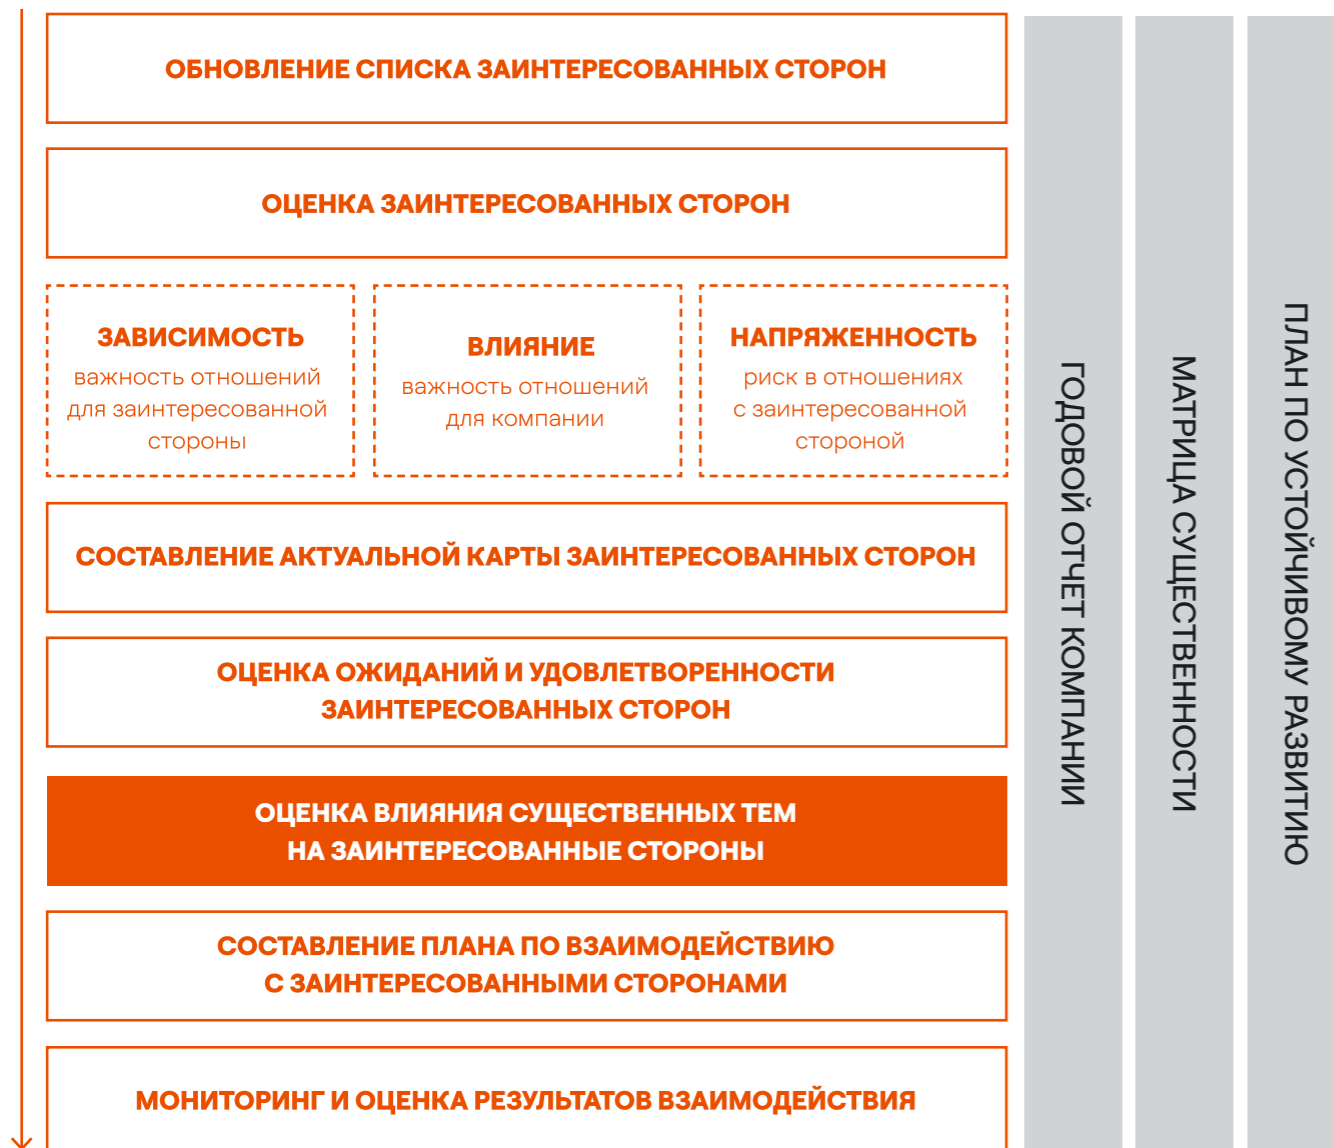 ОБНОВЛЕНИЕ СПИСКА ЗАИНТЕРЕСОВАННЫХ СТОРОН
ОЦЕНКА ЗАИНТЕРЕСОВАННЫХ СТОРОН
ЗАВИСИМОСТЬ
важность отношений
для заинтересованной
стороны
ВЛИЯНИЕ
важность отношений
для компании
НАПРЯЖЕННОСТЬ
риск в отношениях
с заинтересованной
стороной
СОСТАВЛЕНИЕ АКТУАЛЬНОЙ КАРТЫ ЗАИНТЕРЕСОВАННЫХ СТОРОН
ОЦЕНКА ОЖИДАНИЙ И УДОВЛЕТВОРЕННОСТИ
ЗАИНТЕРЕСОВАННЫХ СТОРОН
ОЦЕНКА ВЛИЯНИЯ СУЩЕСТВЕННЫХ ТЕМ
НА ЗАИНТЕРЕСОВАННЫЕ СТОРОНЫ
СОСТАВЛЕНИЕ ПЛАНА ПО ВЗАИМОДЕЙСТВИЮ
С ЗАИНТЕРЕСОВАННЫМИ СТОРОНАМИ
МОНИТОРИНГ И ОЦЕНКА РЕЗУЛЬТАТОВ ВЗАИМОДЕЙСТВИЯ
ГОДОВОЙ ОТЧЕТ КОМПАНИИ
МАТРИЦА СУЩЕСТВЕННОСТИ
ПЛАН ПО УСТОЙЧИВОМУ РАЗВИТИЮ